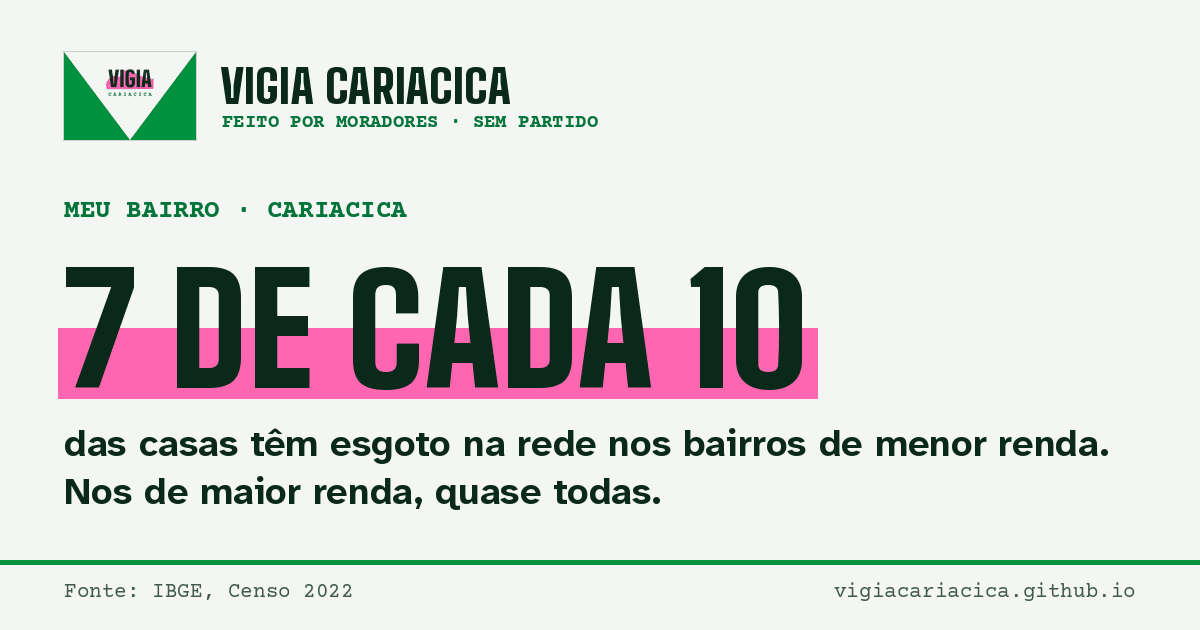 VIGIA
CARIACICA
VIGIA CARIACICA
FEITO POR MORADORES · SEM PARTIDO
MEU BAIRRO · CARIACICA
7 DE CADA 10
das casas têm esgoto na rede nos bairros de menor renda.
Nos de maior renda, quase todas.
Fonte: IBGE, Censo 2022
vigiacariacica.github.io